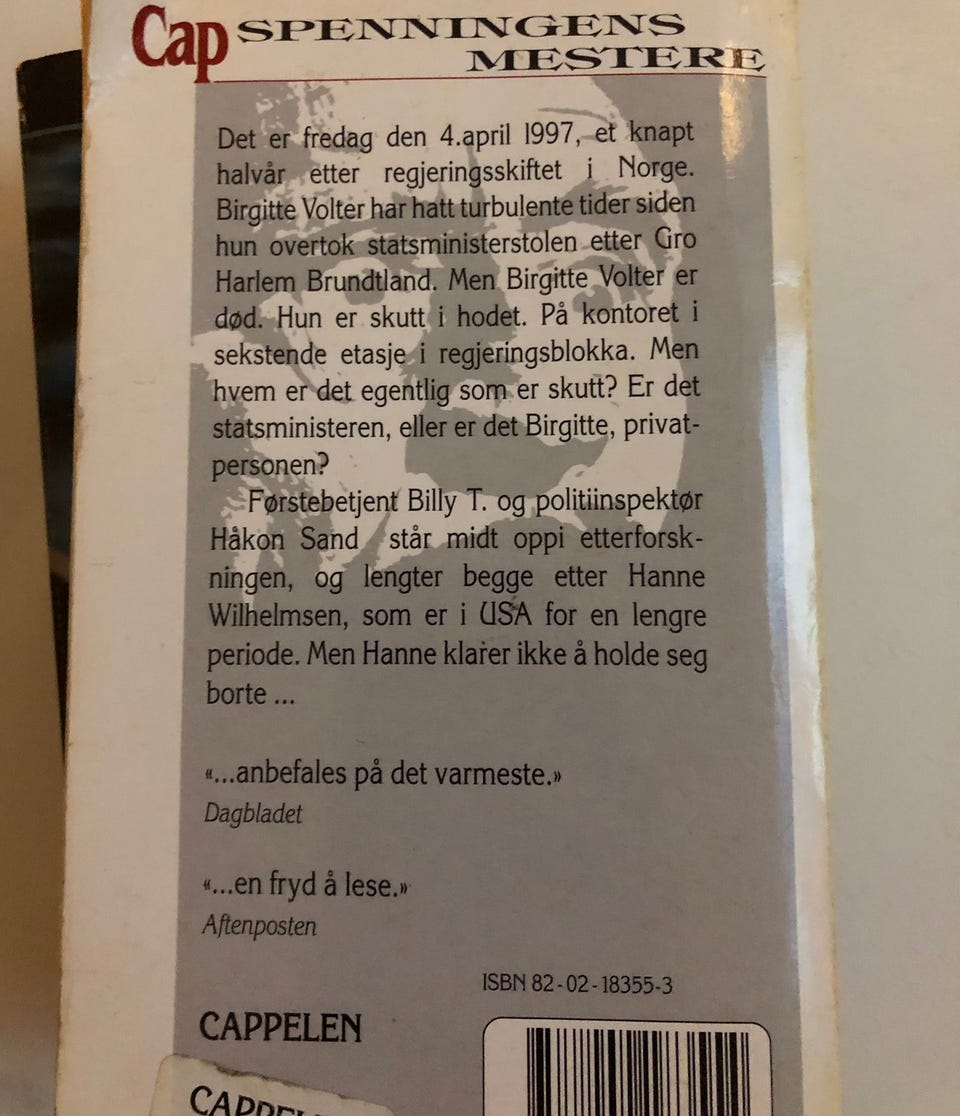 Cap SPENNINGENS
MESTERE
Det er fredag den 4.april 1997, et knapt
halvår etter regjeringsskiftet i Norge.
Birgitte Volter har hatt turbulente tider siden
hun overtok statsministerstolen etter Gro
Harlem Brundtland. Men Birgitte Volter er
død. Hun er skutt i hodet. På kontoret i
sekstende etasje i regjeringsblokka. Men
hvem er det egentlig som er skutt? Er det
statsministeren, eller er det Birgitte, privat-
personen?
Førstebetjent Billy T. og politiinspektør
Håkon Sand står midt oppi etterforsk-
ningen, og lengter begge etter Hanne
Wilhelmsen, som er i USA for en lengre
periode. Men Hanne klarer ikke å holde seg
borte ...
«...anbefales på det varmeste.»
Dagbladet
«...en fryd å lese.»
Aftenposten
ISBN 82-02-18355-3
CAPPELEN